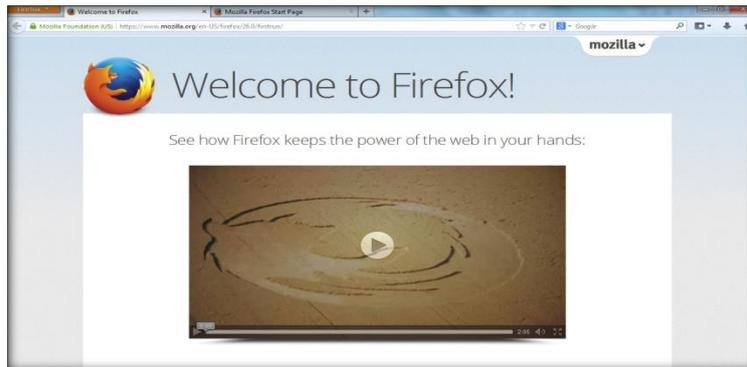 Firefox
Welcome to Firefox
Mozilla Firefox Start Page
Mozilla Foundation (US)
https://www.mozilla.org/en-US/firefox/26.0/firstrun/
Google
mozilla
Welcome to Firefox!
See how Firefox keeps the power of the web in your hands:
2:05